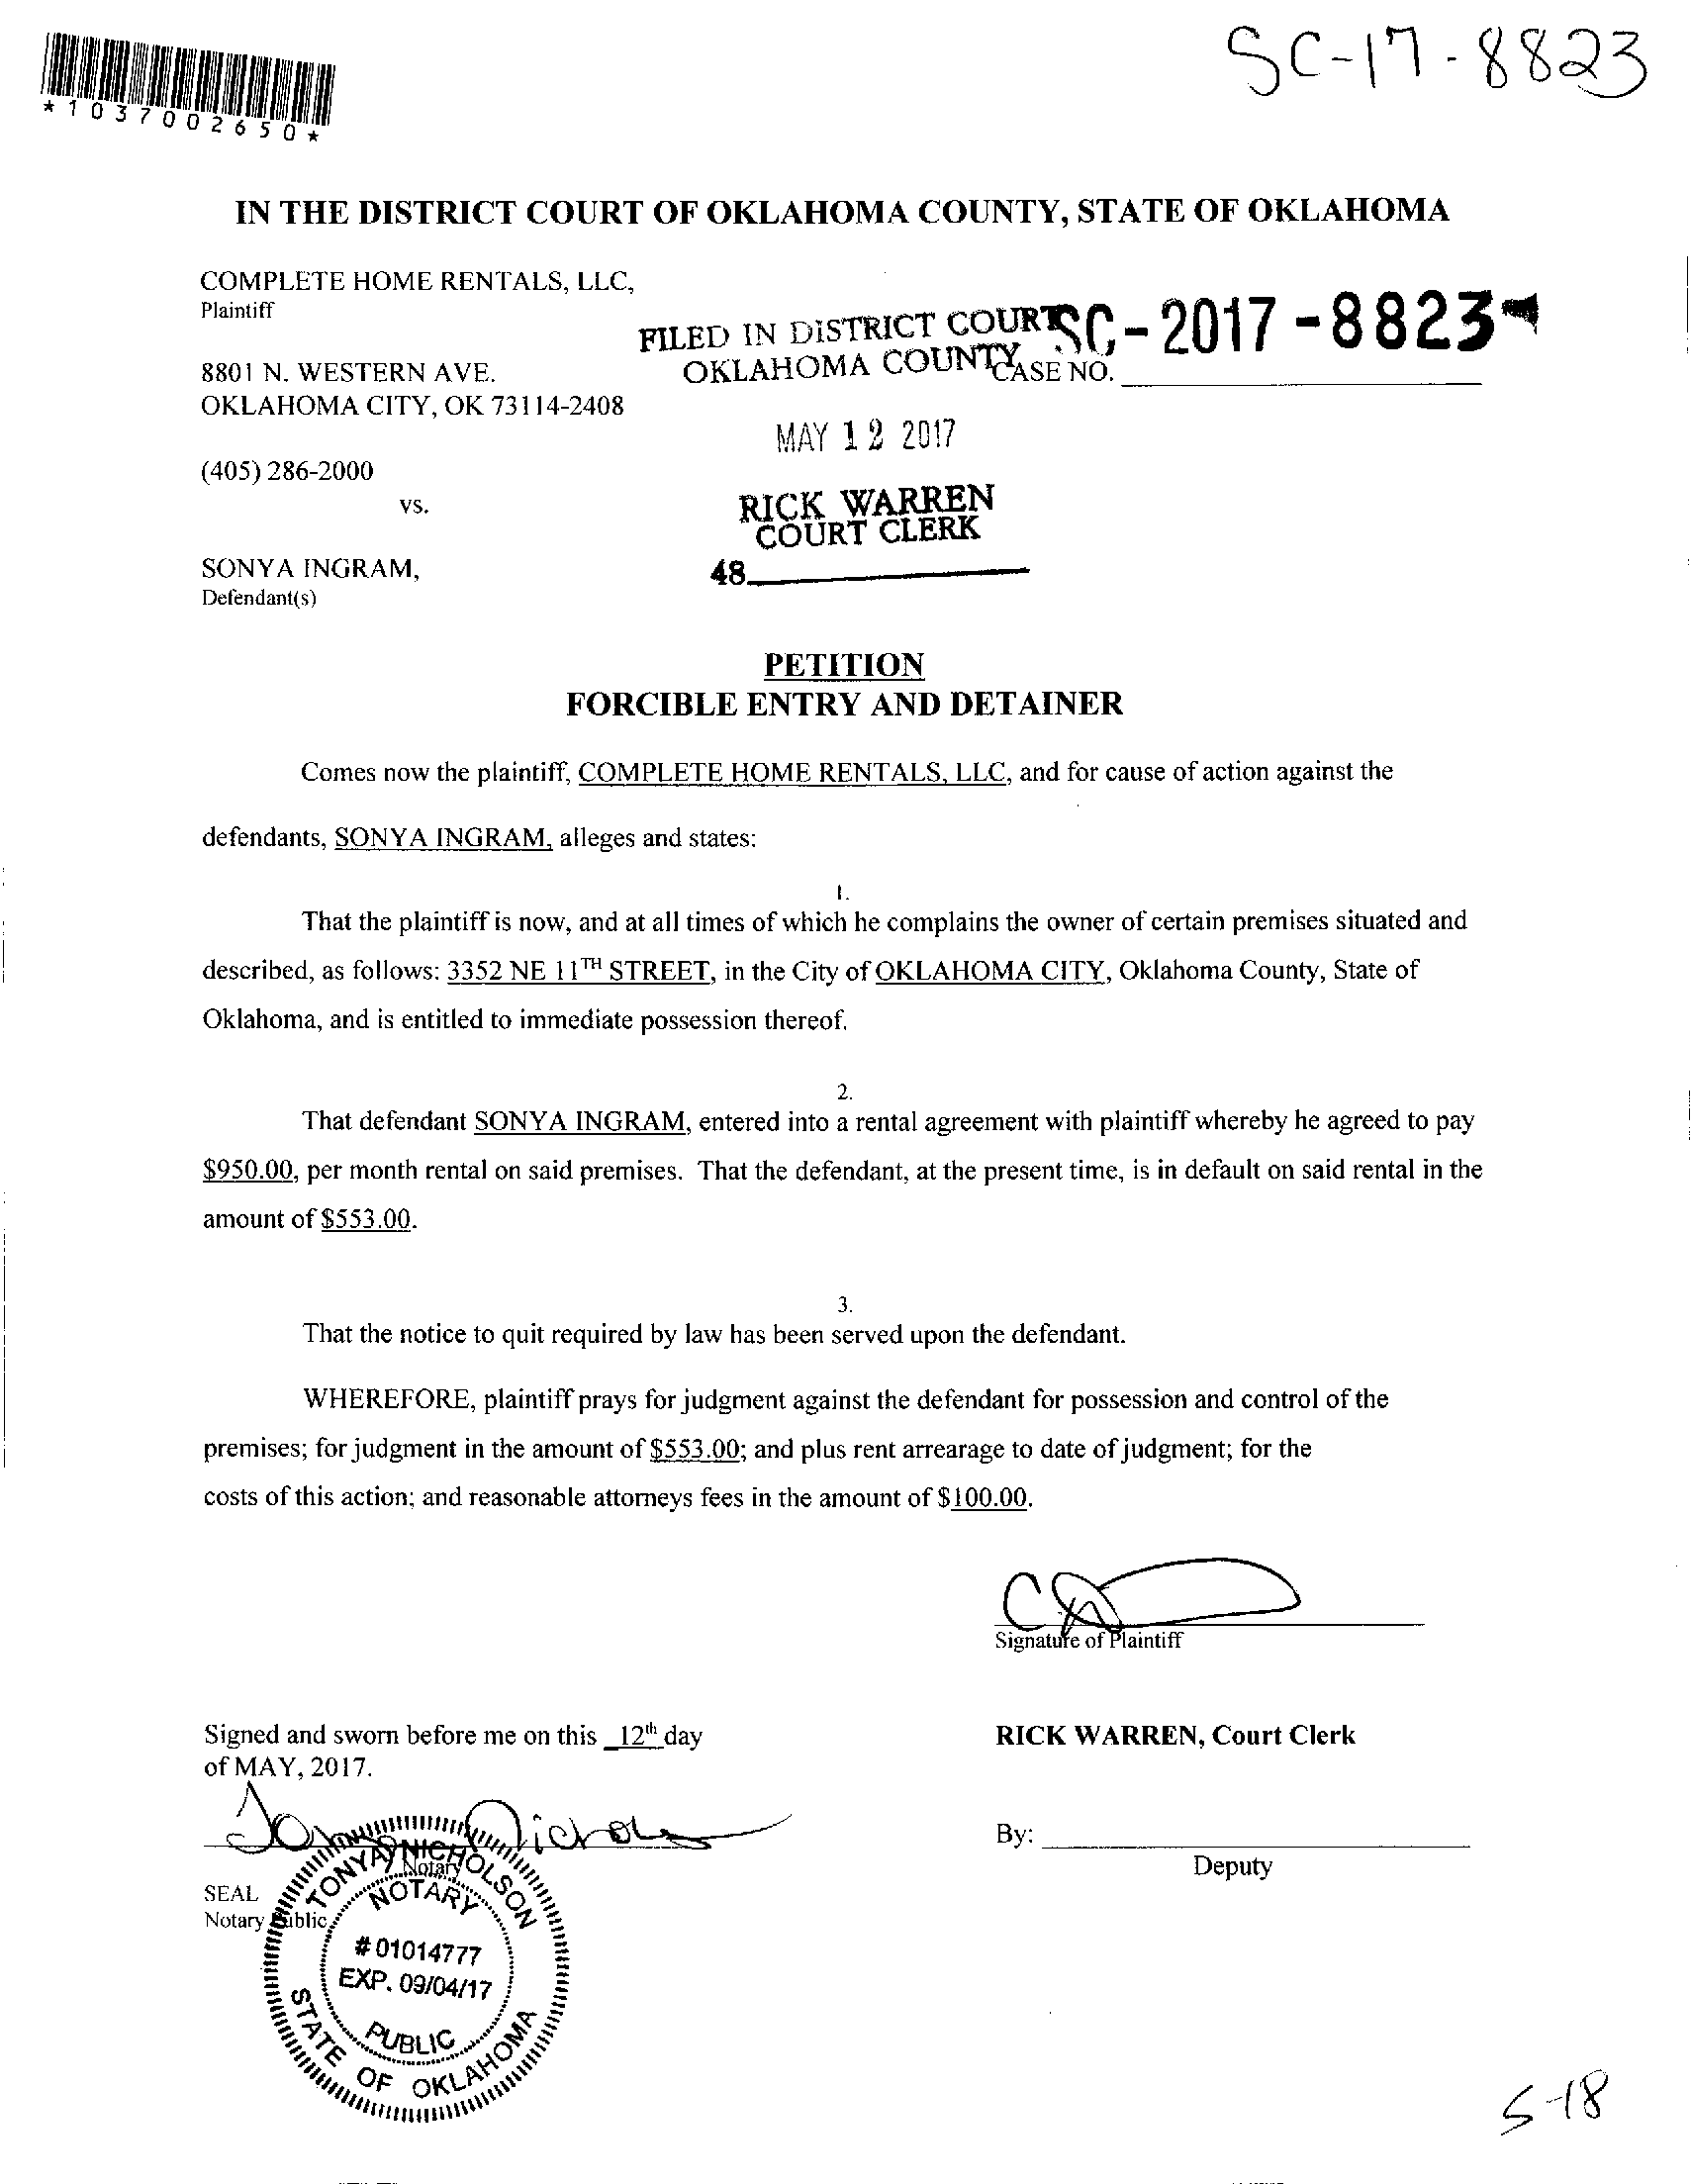 SC-17-8823
*1037002650*
IN THE DISTRICT COURT OF OKLAHOMA COUNTY, STATE OF OKLAHOMA
COMPLETE HOME RENTALS, LLC,
Plaintiff
FILED IN DISTRICT COURT
OKLAHOMA COUNTY
SC-2017-8823
CASE NO.
8801 N. WESTERN AVE.
OKLAHOMA CITY, OK 73114-2408
MAY 12 2017
(405) 286-2000
vs.
RICK WARREN
COURT CLERK
48
SONYA INGRAM,
Defendant(s)
PETITION
FORCIBLE ENTRY AND DETAINER
Comes now the plaintiff, COMPLETE HOME RENTALS, LLC, and for cause of action against the
defendants, SONYA INGRAM, alleges and states:
1.
That the plaintiff is now, and at all times of which he complains the owner of certain premises situated and
described, as follows: 3352 NE 11TH STREET, in the City of OKLAHOMA CITY, Oklahoma County, State of
Oklahoma, and is entitled to immediate possession thereof.
2.
That defendant SONYA INGRAM, entered into a rental agreement with plaintiff whereby he agreed to pay
$950.00, per month rental on said premises. That the defendant, at the present time, is in default on said rental in the
amount of $553.00.
3.
That the notice to quit required by law has been served upon the defendant.
WHEREFORE, plaintiff prays for judgment against the defendant for possession and control of the
premises; for judgment in the amount of $553.00; and plus rent arrearage to date of judgment; for the
costs of this action; and reasonable attorneys fees in the amount of $100.00.
Signature of Plaintiff
Signed and sworn before me on this 12th day
of MAY, 2017.
RICK WARREN, Court Clerk
By:
Deputy
Notary
SEAL
Notary Public
TONYA NICHOLSON
NOTARY
#01014777
EXP. 09/04/17
PUBLIC
STATE OF OKLAHOMA
5-18